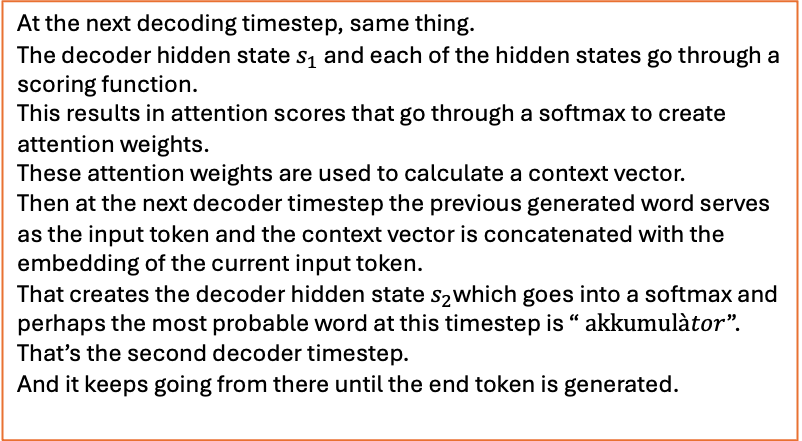 At the next decoding timestep, same thing.
The decoder hidden state s₁ and each of the hidden states go through a
scoring function.
This results in attention scores that go through a softmax to create
attention weights.
These attention weights are used to calculate a context vector.
Then at the next decoder timestep the previous generated word serves
as the input token and the context vector is concatenated with the
embedding of the current input token.
That creates the decoder hidden state s₂which goes into a softmax and
perhaps the most probable word at this timestep is “ akkumulàtor”.
That’s the second decoder timestep.
And it keeps going from there until the end token is generated.